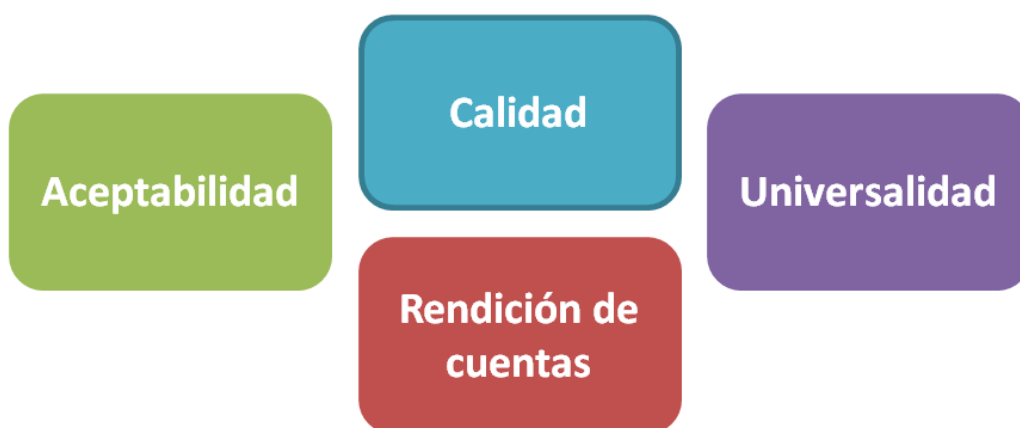 Calidad
Aceptabilidad
Universalidad
Rendición de
cuentas